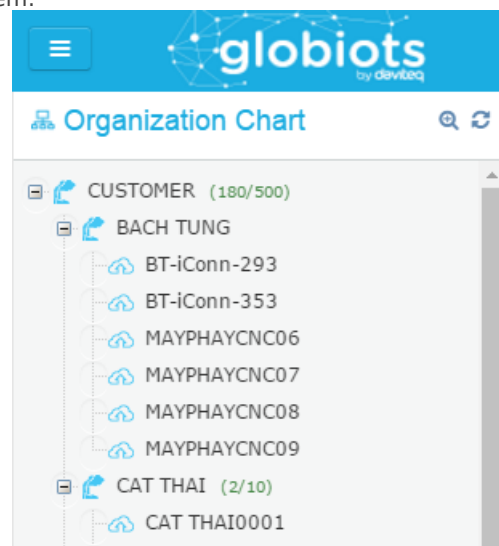 em:
globiots
by daviteq
Organization Chart
CUSTOMER (180/500)
BACH TUNG
BT-iConn-293
BT-iConn-353
MAYPHAYCNC06
MAYPHAYCNC07
MAYPHAYCNC08
MAYPHAYCNC09
CAT THAI (2/10)
CAT THAI0001